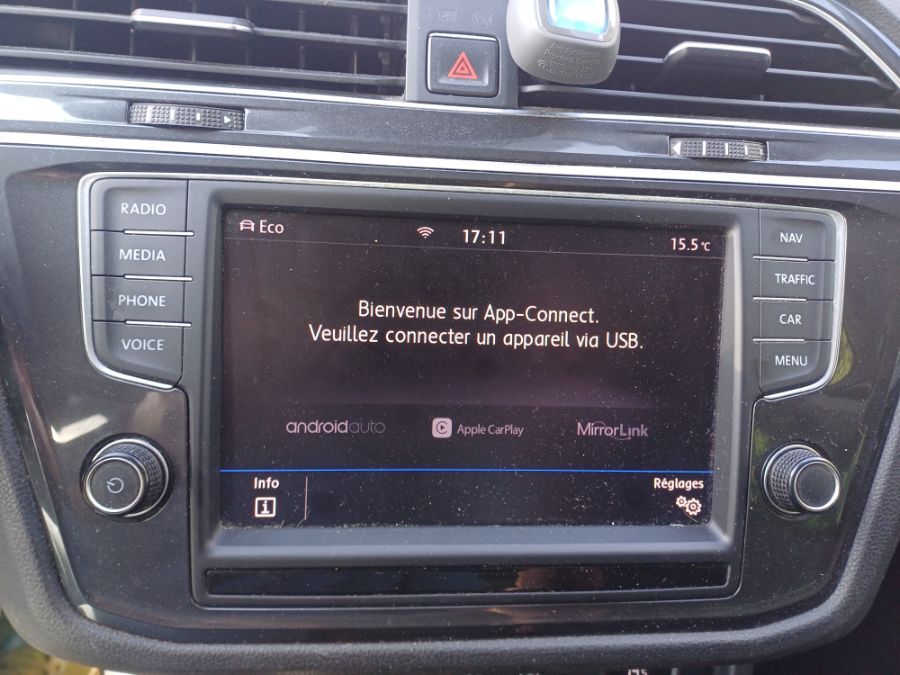 RADIO
MEDIA
PHONE
VOICE
Eco
17:11
15.5 °C
Bienvenue sur App-Connect.
Veuillez connecter un appareil via USB.
androidauto
Apple CarPlay
MirrorLink
Info
i
Réglages
NAV
TRAFFIC
CAR
MENU